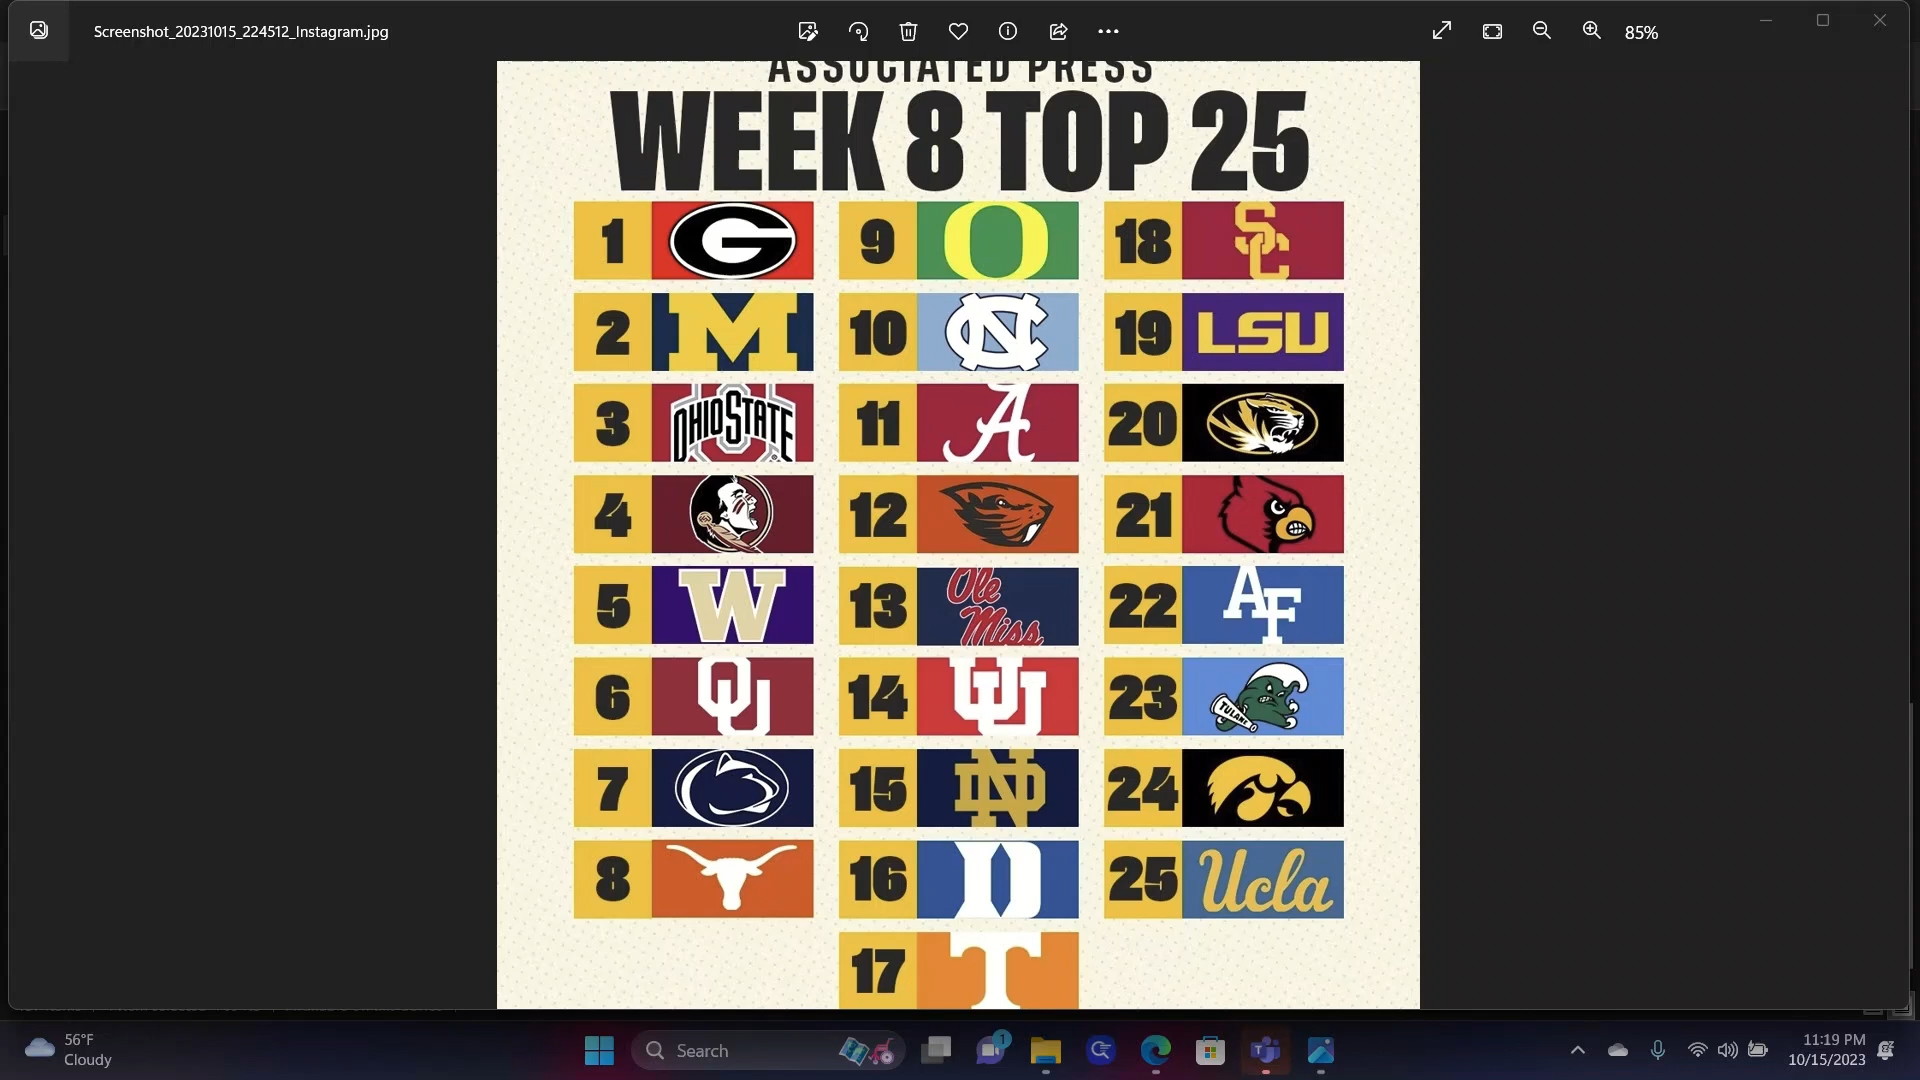 Screenshot_20231015_224512_Instagram.jpg
85%
ASSOCIATED PRESS
WEEK 8 TOP 25
1 G
2 M
3 OHIO STATE
4
5 W
6 OU
7
8
9 O
10 NC
11 A
12
13 Ole Miss
14 UU
15 ND
16 D
17 T
18 SC
19 LSU
20
21
22 AF
23 TULANE
24
25 Ucla
56°F
Cloudy
Search
1
11:19 PM
10/15/2023